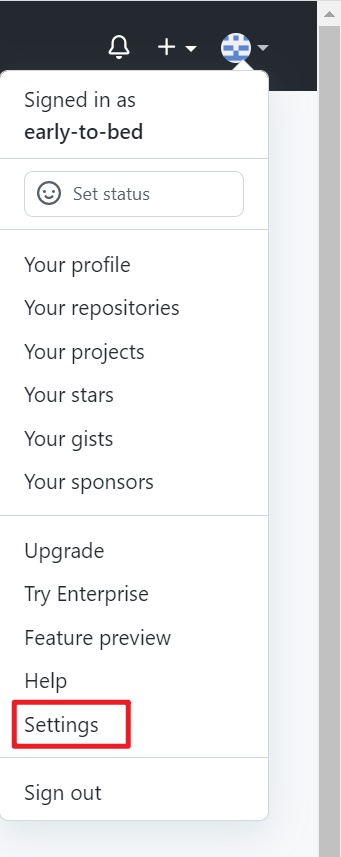 Signed in as
early-to-bed
Set status
Your profile
Your repositories
Your projects
Your stars
Your gists
Your sponsors
Upgrade
Try Enterprise
Feature preview
Help
Settings
Sign out